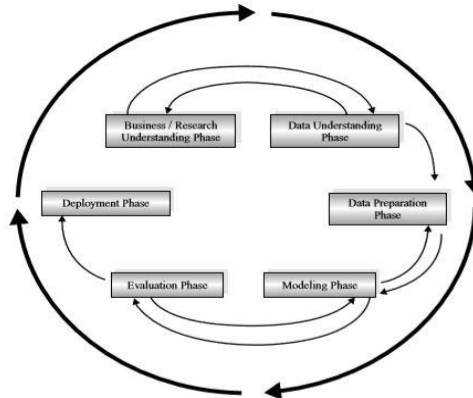 Business / Research
Understanding Phase
Data Understanding
Phase
Deployment Phase
Data Preparation
Phase
Evaluation Phase
Modeling Phase